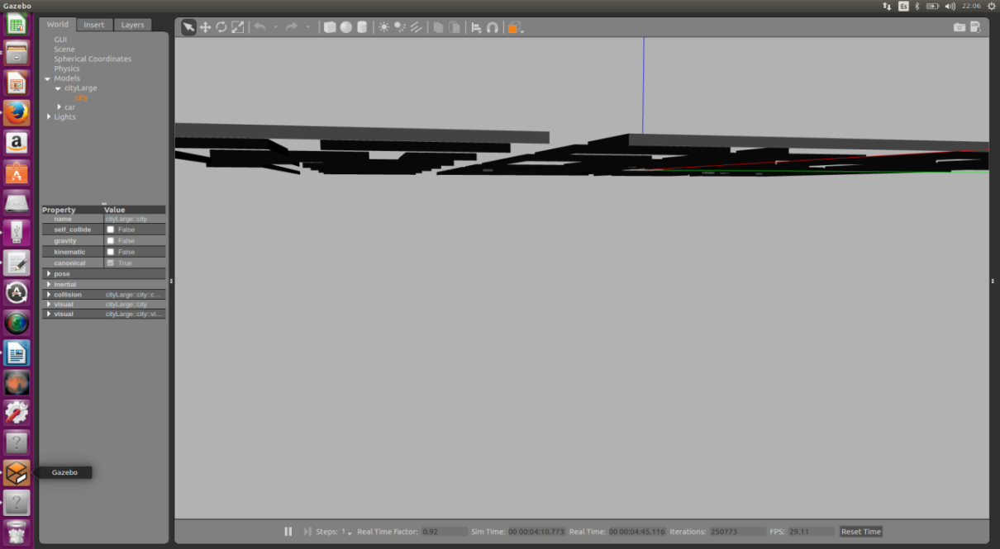 Gazebo
Es
22:06
World Insert Layers
GUI
Scene
Spherical Coordinates
Physics
Models
cityLarge
city
car
Lights
Property Value
name cityLarge::city
self_collide False
gravity False
kinematic False
canonical True
pose
inertial
collision cityLarge::city::c...
visual cityLarge::city
visual cityLarge::city::vi...
Gazebo
Steps: 1 Real Time Factor: 0.92 Sim Time: 00 00:04:10.773 Real Time: 00 00:04:45.116 Iterations: 250773 FPS: 29.11 Reset Time